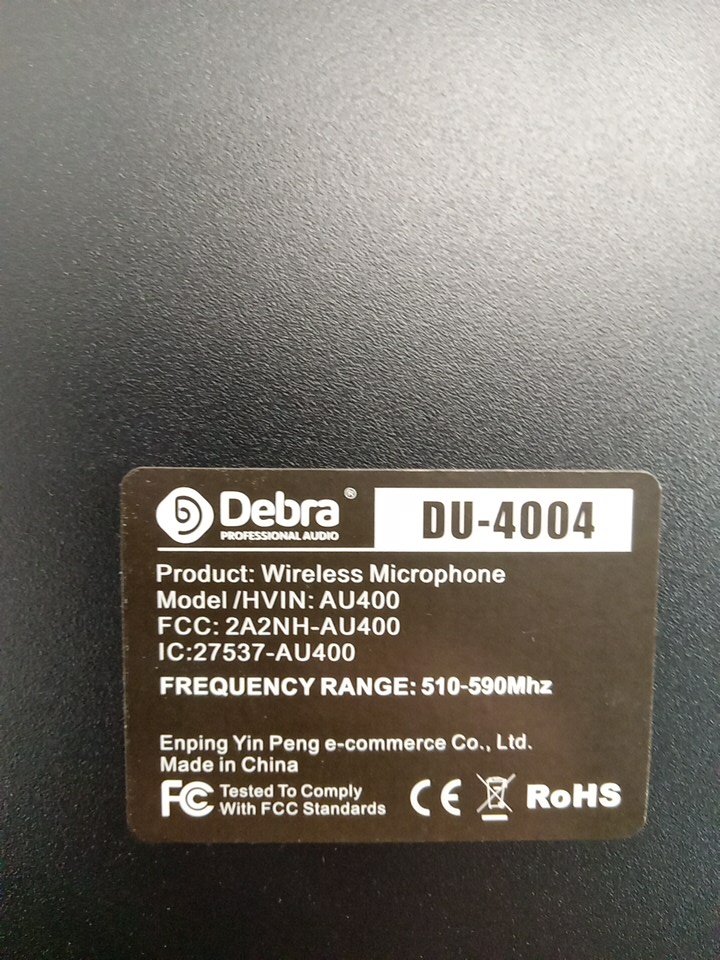 Debra®
PROFESSIONAL AUDIO
DU-4004
Product: Wireless Microphone
Model /HVIN: AU400
FCC: 2A2NH-AU400
IC:27537-AU400
FREQUENCY RANGE: 510-590Mhz
Enping Yin Peng e-commerce Co., Ltd.
Made in China
FC Tested To Comply
With FCC Standards
CE RoHS